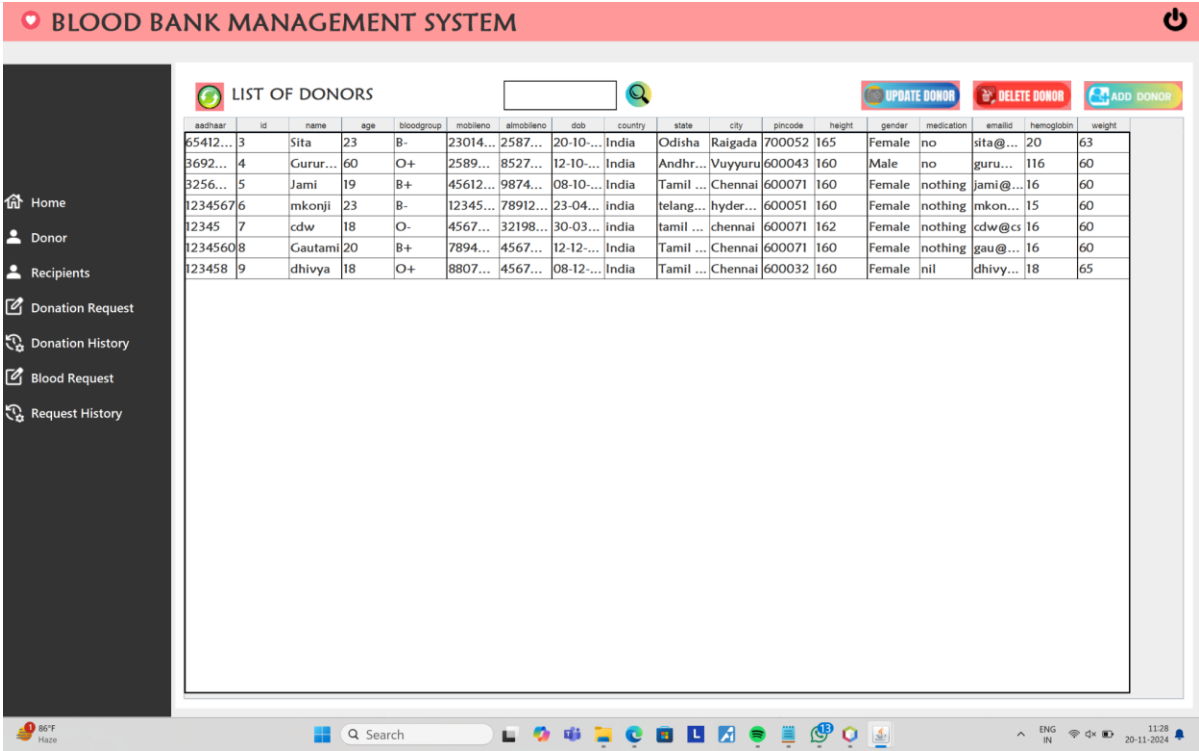 BLOOD BANK MANAGEMENT SYSTEM
LIST OF DONORS UPDATE DONOR DELETE DONOR ADD DONOR
aadhaar id name age bloodgroup mobileno almobileno dob country state city pincode height gender medication emailid hemoglobin weight
65412... 3 Sita 23 B- 23014... 2587... 20-10-... India Odisha Raigada 700052 165 Female no sita@... 20 63
3692... 4 Gurur... 60 O+ 2589... 8527... 12-10-... India Andhr... Vuyyuru 600043 160 Male no guru... 116 60
3256... 5 Jami 19 B+ 45612... 9874... 08-10-... India Tamil ... Chennai 600071 160 Female nothing jami@... 16 60
1234567 6 mkonji 23 B- 12345... 78912... 23-04... india telang... hyder... 600051 160 Female nothing mkon... 15 60
12345 7 cdw 18 O- 4567... 32198... 30-03... india tamil ... chennai 600071 162 Female nothing cdw@cs 16 60
1234560 8 Gautami 20 B+ 7894... 4567... 12-12-... India Tamil ... Chennai 600071 160 Female nothing gau@... 16 60
123458 9 dhivya 18 O+ 8807... 4567... 08-12-... India Tamil ... Chennai 600032 160 Female nil dhivy... 18 65
Home
Donor
Recipients
Donation Request
Donation History
Blood Request
Request History
1 86°F
Haze
Search
L
13
ENG
IN
11:28
20-11-2024